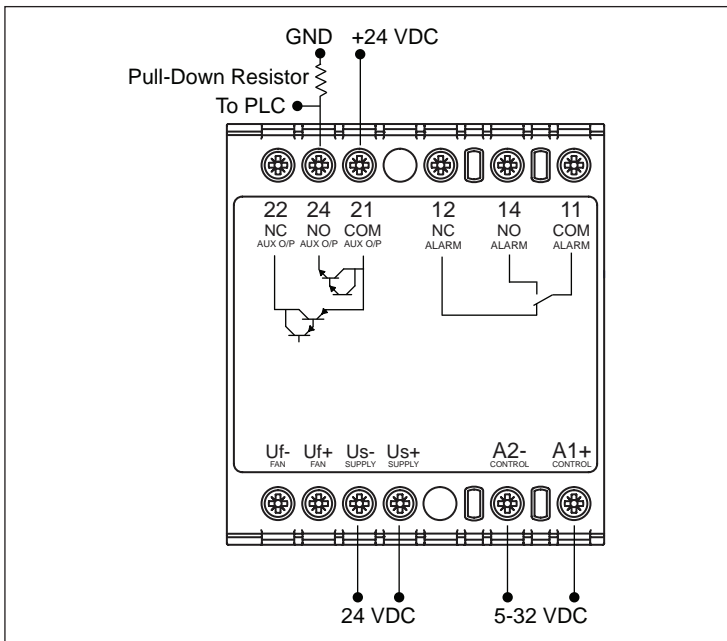 GND +24 VDC
Pull-Down Resistor
To PLC
22 24 21 12 14 11
NC NO COM NC NO COM
AUX O/P AUX O/P AUX O/P ALARM ALARM ALARM
Uf- Uf+ Us- Us+ A2- A1+
FAN FAN SUPPLY SUPPLY CONTROL CONTROL
24 VDC 5-32 VDC